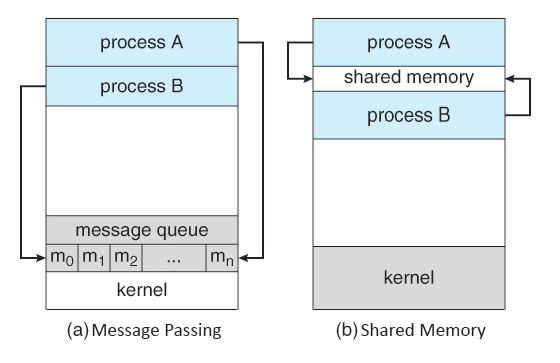 process A
process B
message queue
m0 m1 m2 ... mn
kernel
(a) Message Passing
process A
shared memory
process B
kernel
(b) Shared Memory